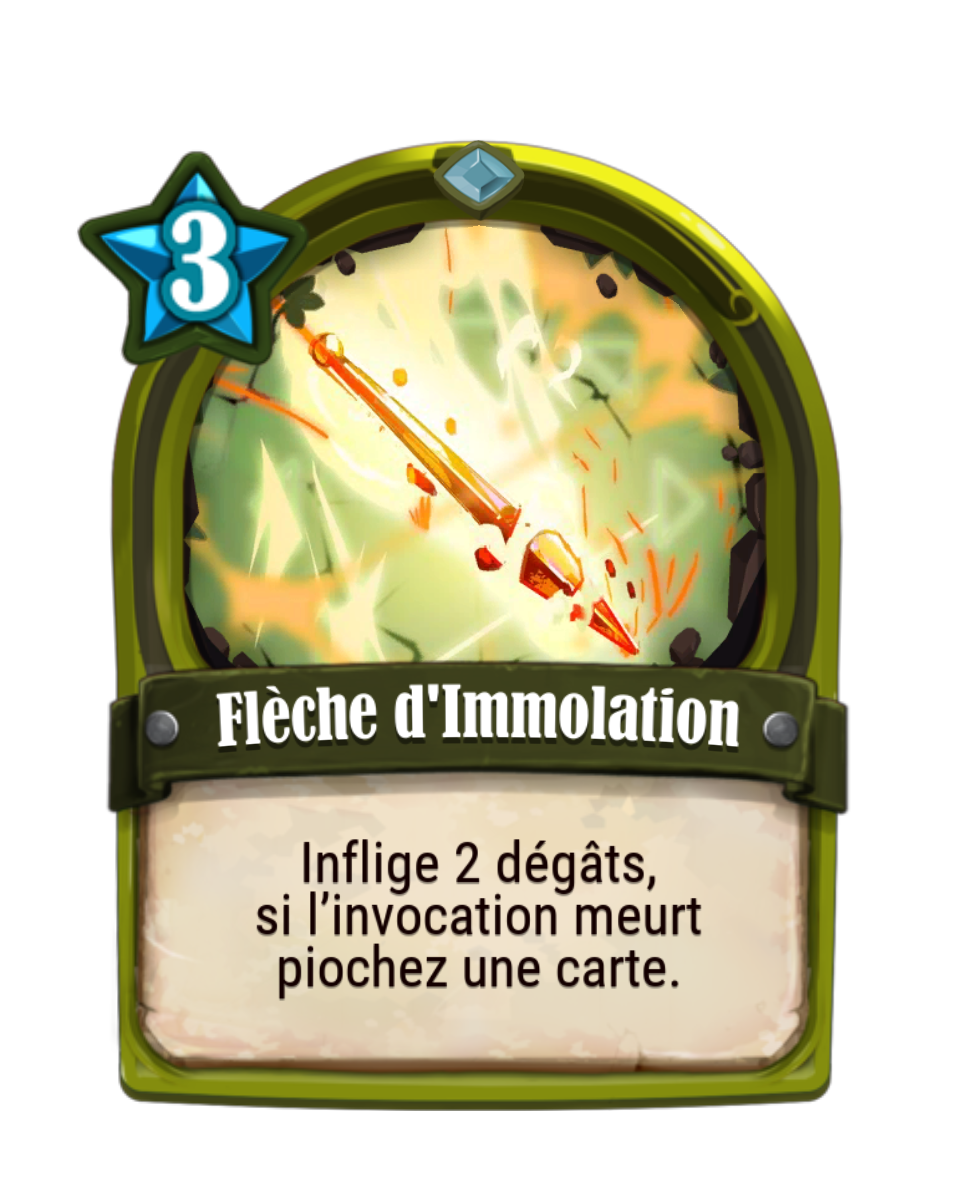 3
Flèche d'Immolation
Inflige 2 dégâts,
si l’invocation meurt
piochez une carte.